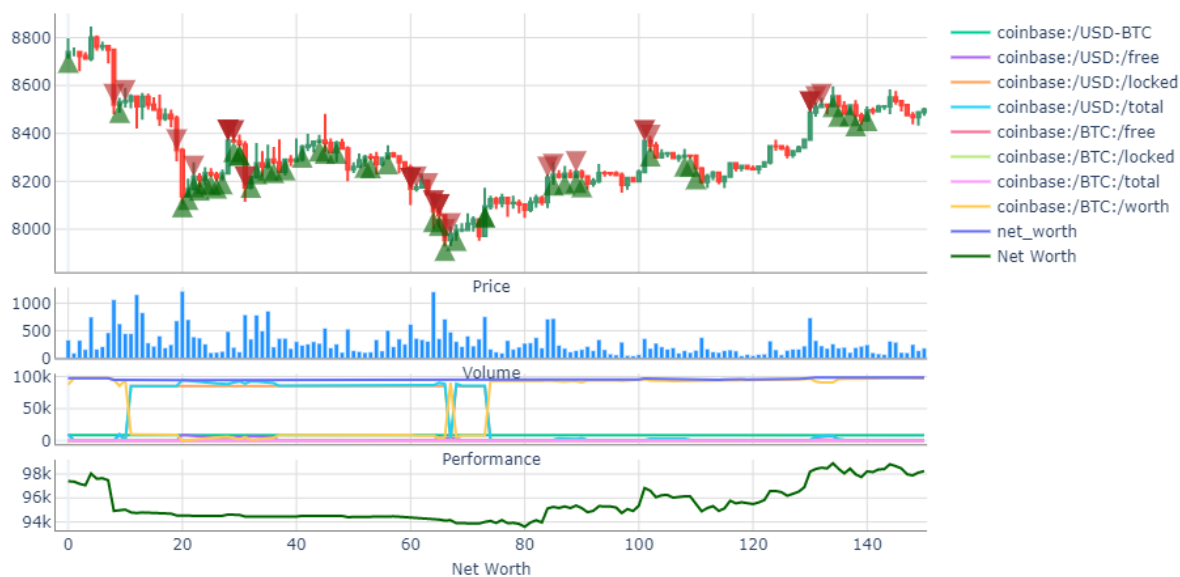 8800
8600
8400
8200
8000
Price
1000
500
0
Volume
100k
50k
0
Performance
98k
96k
94k
0 20 40 60 80 100 120 140
Net Worth
coinbase:/USD-BTC
coinbase:/USD:/free
coinbase:/USD:/locked
coinbase:/USD:/total
coinbase:/BTC:/free
coinbase:/BTC:/locked
coinbase:/BTC:/total
coinbase:/BTC:/worth
net_worth
Net Worth